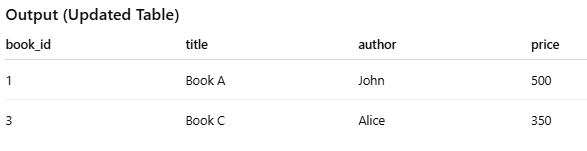 Output (Updated Table)
book_id title author price
1 Book A John 500
3 Book C Alice 350